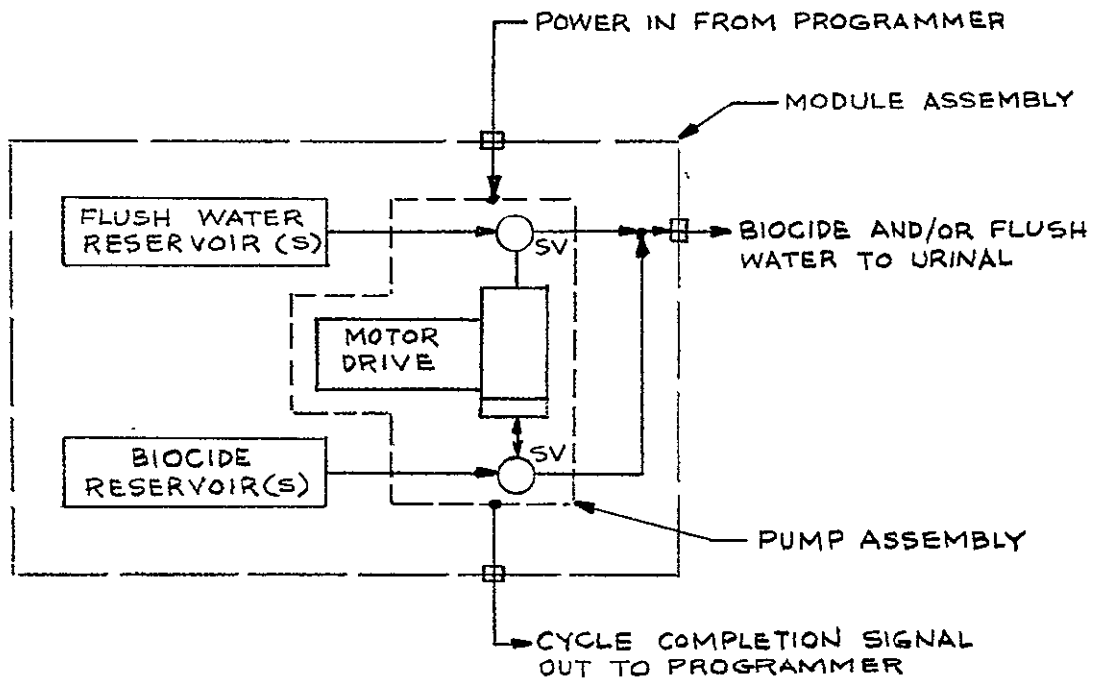 POWER IN FROM PROGRAMMER
MODULE ASSEMBLY
FLUSH WATER
RESERVOIR (S)
SV
BIOCIDE AND/OR FLUSH
WATER TO URINAL
MOTOR
DRIVE
BIOCIDE
RESERVOIR(S)
SV
PUMP ASSEMBLY
CYCLE COMPLETION SIGNAL
OUT TO PROGRAMMER